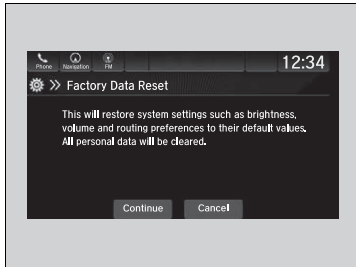 Phone Navigation FM 12:34
>> Factory Data Reset
This will restore system settings such as brightness,
volume and routing preferences to their default values.
All personal data will be cleared.
Continue Cancel